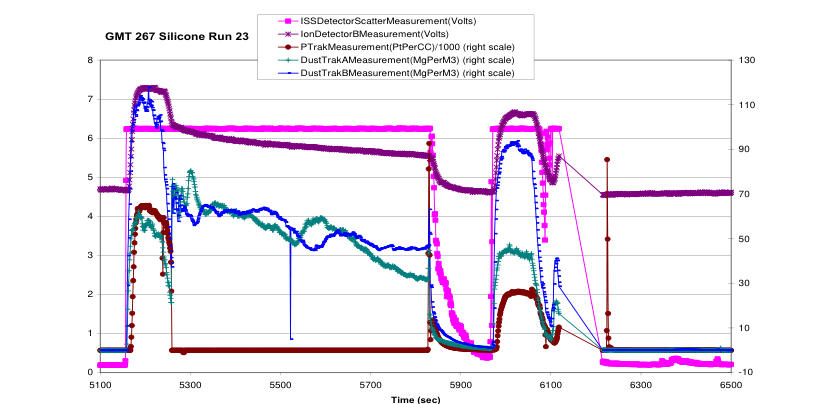 GMT 267 Silicone Run 23
ISSDetectorScatterMeasurement(Volts)
IonDetectorBMeasurement(Volts)
PTrakMeasurement(PtPerCC)/1000 (right scale)
DustTrakAMeasurement(MgPerM3) (right scale)
DustTrakBMeasurement(MgPerM3) (right scale)
8
7
6
5
4
3
2
1
0
130
110
90
70
50
30
10
-10
5100 5300 5500 5700 5900 6100 6300 6500
Time (sec)